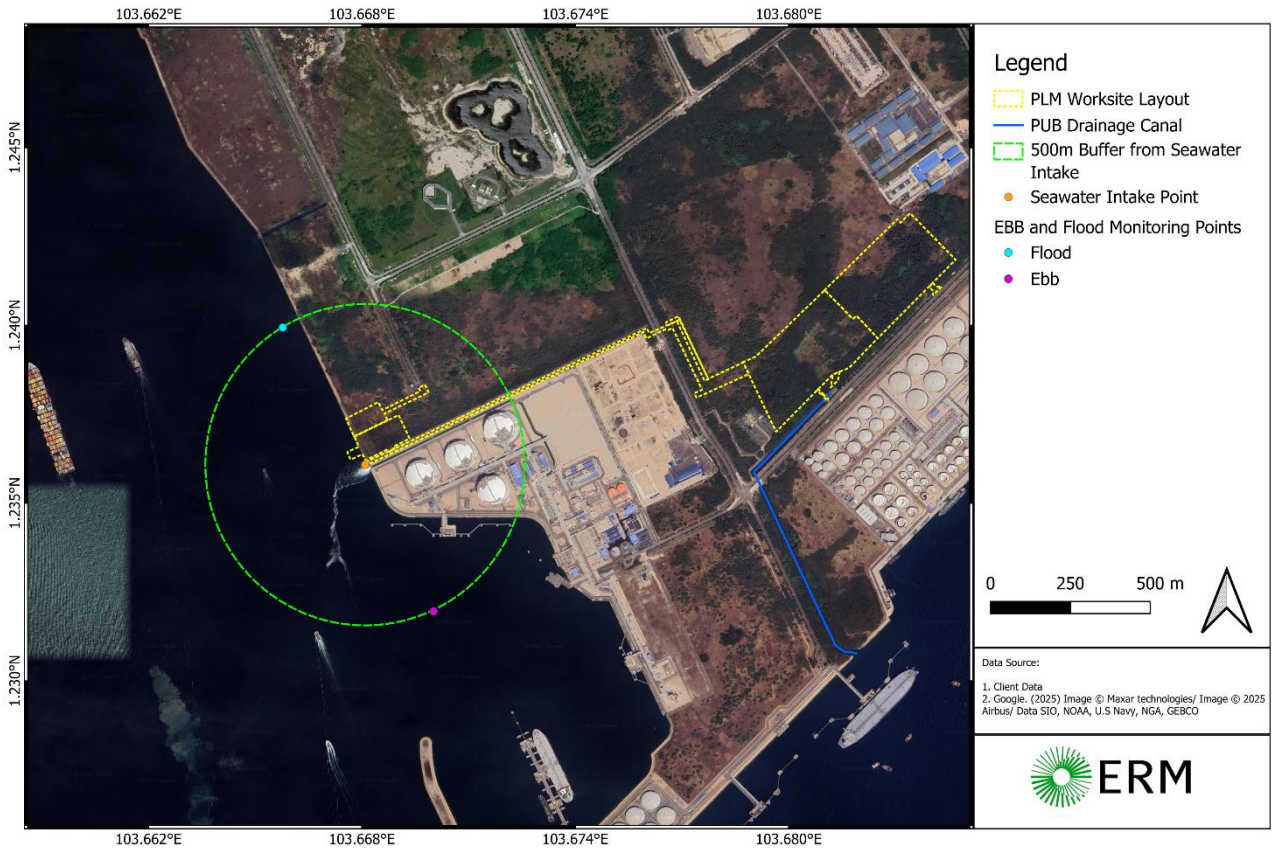 103.662°E 103.668°E 103.674°E 103.680°E
1.245°N
1.240°N
1.235°N
1.230°N
103.662°E 103.668°E 103.674°E 103.680°E
Legend
PLM Worksite Layout
PUB Drainage Canal
500m Buffer from Seawater
Intake
Seawater Intake Point
EBB and Flood Monitoring Points
Flood
Ebb
0 250 500 m
Data Source:
1. Client Data
2. Google. (2025) Image © Maxar technologies/ Image © 2025
Airbus/ Data SIO, NOAA, U.S Navy, NGA, GEBCO
ERM